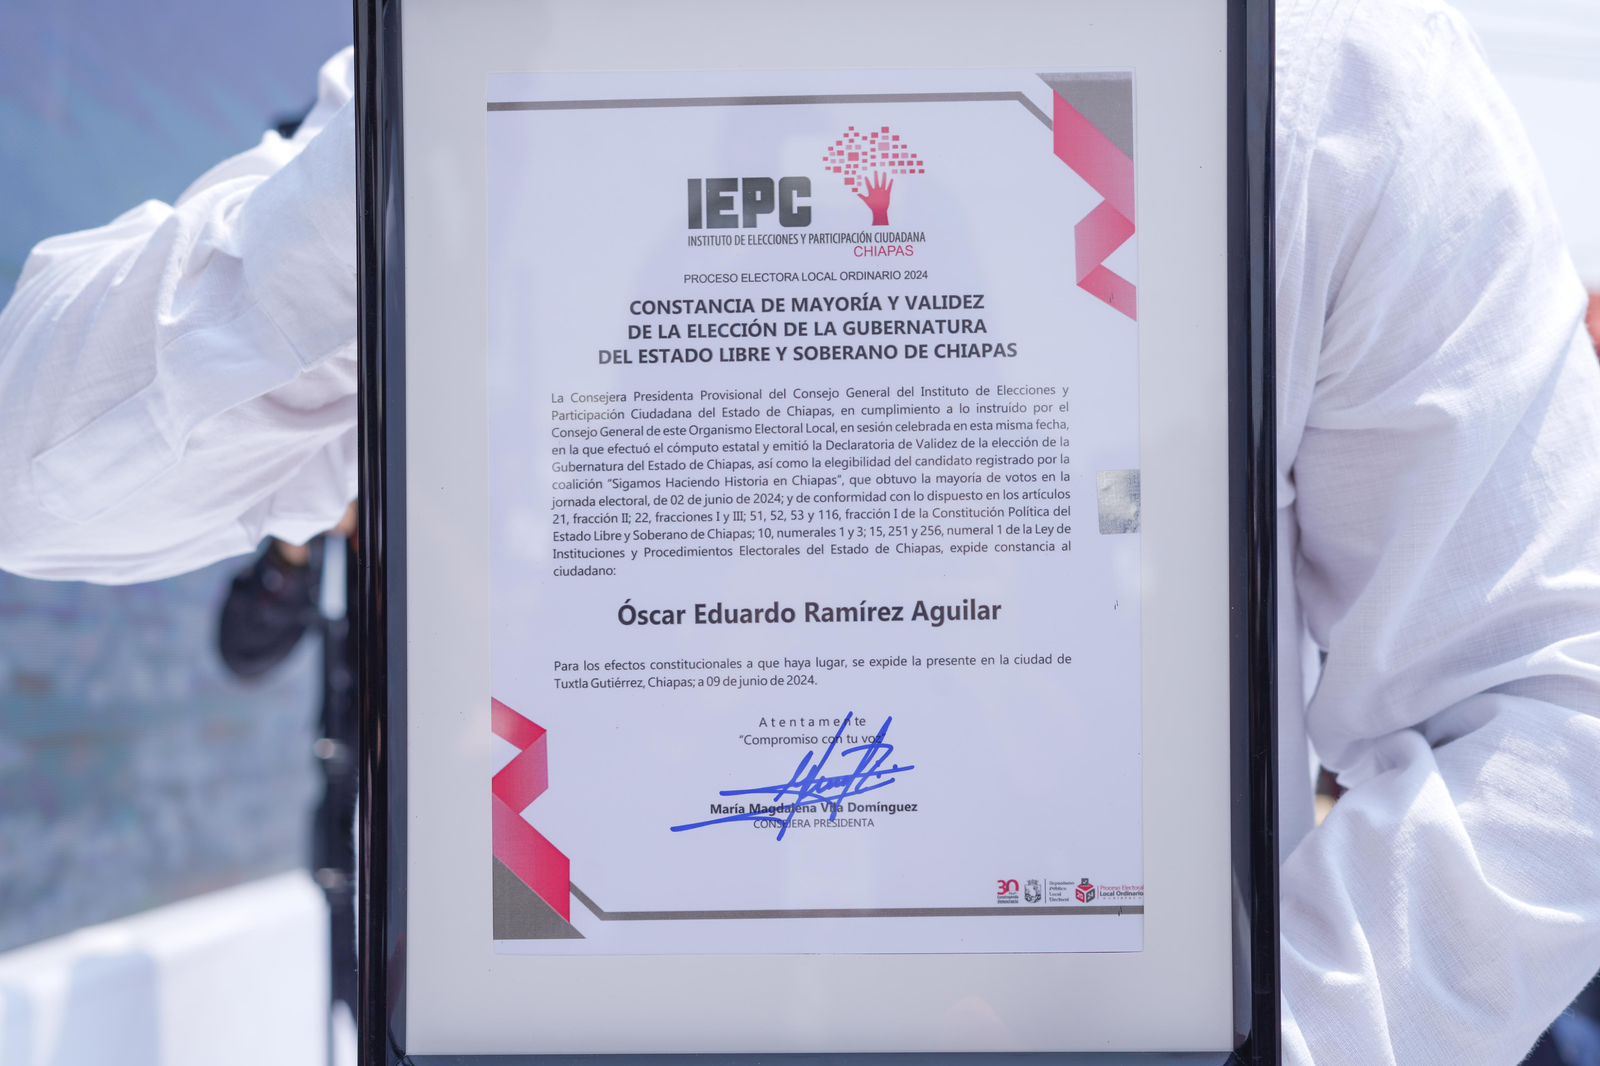 IEPC
INSTITUTO DE ELECCIONES Y PARTICIPACIÓN CIUDADANA
CHIAPAS
PROCESO ELECTORA LOCAL ORDINARIO 2024
CONSTANCIA DE MAYORÍA Y VALIDEZ
DE LA ELECCIÓN DE LA GUBERNATURA
DEL ESTADO LIBRE Y SOBERANO DE CHIAPAS
La Consejera Presidenta Provisional del Consejo General del Instituto de Elecciones y
Participación Ciudadana del Estado de Chiapas, en cumplimiento a lo instruído por el
Consejo General de este Organismo Electoral Local, en sesión celebrada en esta misma fecha,
en la que efectuó el cómputo estatal y emitió la Declaratoria de Validez de la elección de la
Gubernatura del Estado de Chiapas, así como la elegibilidad del candidato registrado por la
coalición "Sigamos Haciendo Historia en Chiapas", que obtuvo la mayoría de votos en la
jornada electoral, de 02 de junio de 2024; y de conformidad con lo dispuesto en los artículos
21, fracción II; 22, fracciones I y III; 51, 52, 53 y 116, fracción I de la Constitución Política del
Estado Libre y Soberano de Chiapas; 10, numerales 1 y 3; 15, 251 y 256, numeral 1 de la Ley de
Instituciones y Procedimientos Electorales del Estado de Chiapas, expide constancia al
ciudadano:
Óscar Eduardo Ramírez Aguilar
Para los efectos constitucionales a que haya lugar, se expide la presente en la ciudad de
Tuxtla Gutiérrez, Chiapas; a 09 de junio de 2024.
Atentamente
"Compromiso con tu voz"
María Magdalena Vila Domínguez
CONSEJERA PRESIDENTA
30
Organismo
Público
Local
Electoral
Proceso Electoral
Local Ordinario